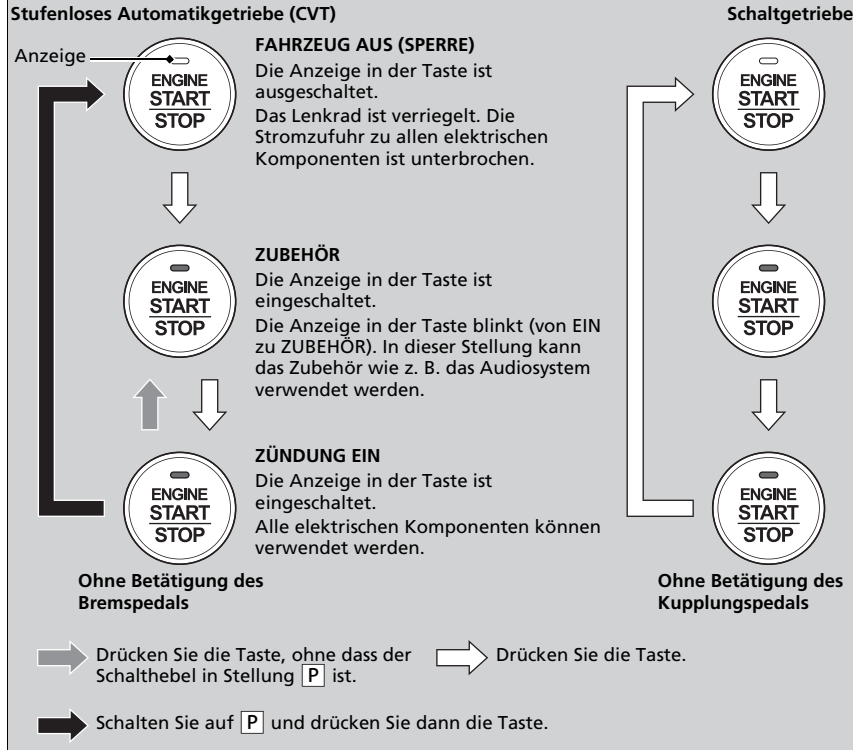 Stufenloses Automatikgetriebe (CVT)
Schaltgetriebe
Anzeige
ENGINE
START
STOP
FAHRZEUG AUS (SPERRE)
Die Anzeige in der Taste ist
ausgeschaltet.
Das Lenkrad ist verriegelt. Die
Stromzufuhr zu allen elektrischen
Komponenten ist unterbrochen.
ENGINE
START
STOP
ENGINE
START
STOP
ZUBEHÖR
Die Anzeige in der Taste ist
eingeschaltet.
Die Anzeige in der Taste blinkt (von EIN
zu ZUBEHÖR). In dieser Stellung kann
das Zubehör wie z. B. das Audiosystem
verwendet werden.
ENGINE
START
STOP
ENGINE
START
STOP
ZÜNDUNG EIN
Die Anzeige in der Taste ist
eingeschaltet.
Alle elektrischen Komponenten können
verwendet werden.
ENGINE
START
STOP
Ohne Betätigung des
Bremspedals
Ohne Betätigung des
Kupplungspedals
Drücken Sie die Taste, ohne dass der
Schalthebel in Stellung P ist.
Drücken Sie die Taste.
Schalten Sie auf P und drücken Sie dann die Taste.